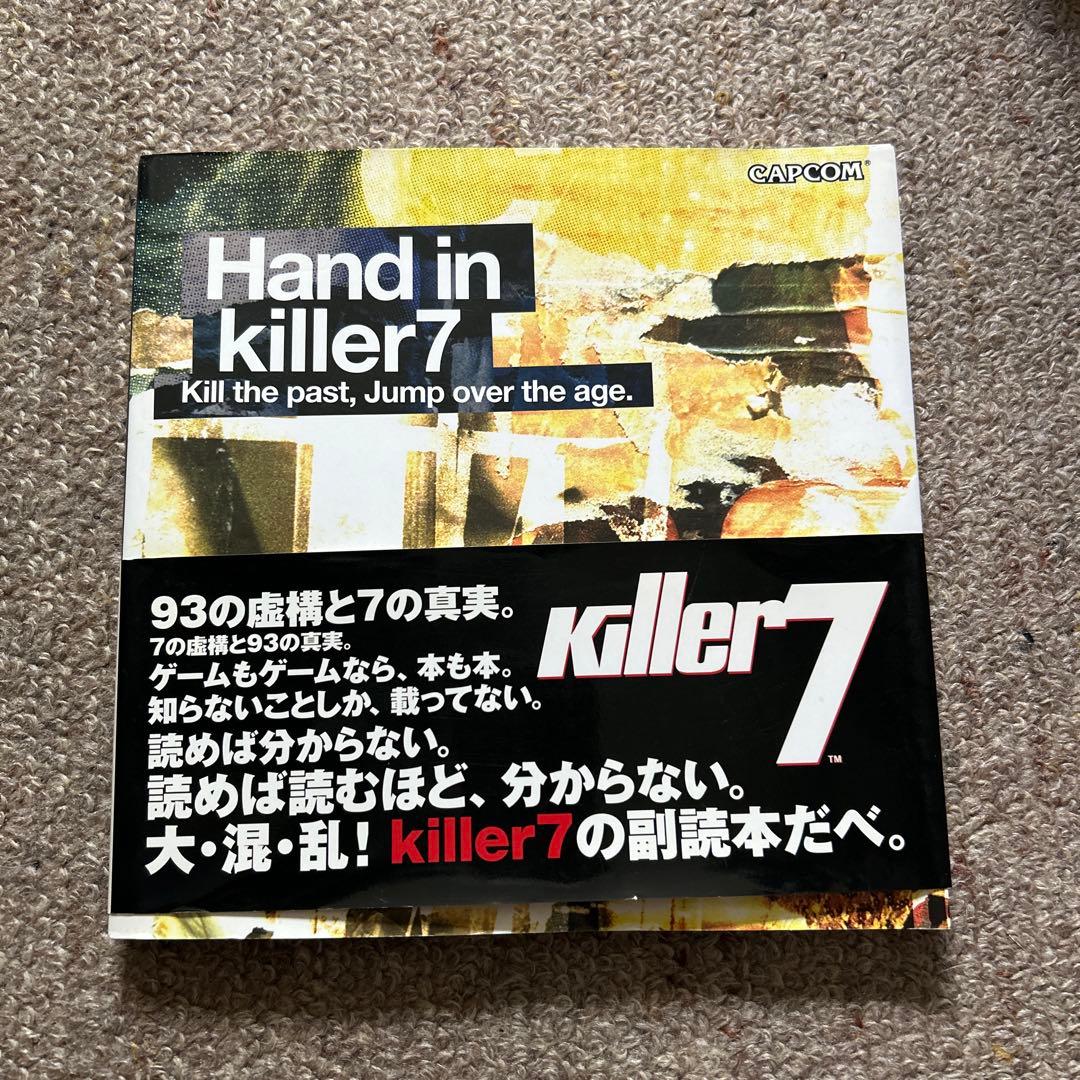 CAPCOM®
Hand in
killer7
Kill the past, Jump over the age.
93の虚構と7の真実。
7の虚構と93の真実。
ゲームもゲームなら、本も本。
知らないことしか、載ってない。
読めば分からない。
読めば読むほど、分からない。
大・混・乱！killer7の副読本だべ。
killer7™